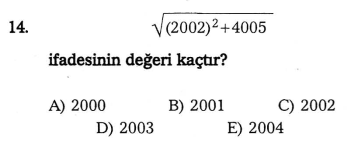 14. √(2002)²+4005
ifadesinin değeri kaçtır?
A) 2000 B) 2001 C) 2002
D) 2003 E) 2004